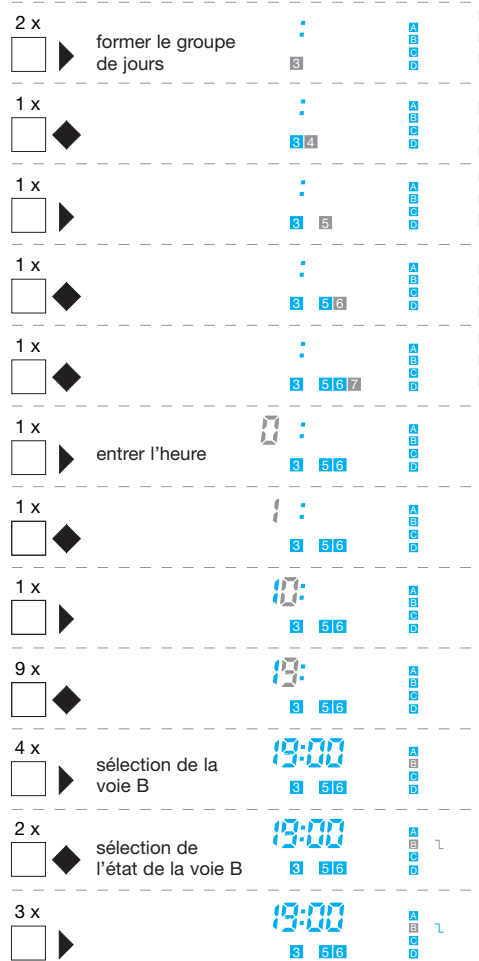 2 x
former le groupe
de jours
:
3
A
B
C
D
1 x
:
3 4
A
B
C
D
1 x
:
3 5
A
B
C
D
1 x
:
3 5 6
A
B
C
D
1 x
:
3 5 6 7
A
B
C
D
1 x
entrer l’heure
0 :
3 5 6
A
B
C
D
1 x
1 :
3 5 6
A
B
C
D
1 x
10:
3 5 6
A
B
C
D
9 x
19:
3 5 6
A
B
C
D
4 x
sélection de la
voie B
19:00
3 5 6
A
B
C
D
2 x
sélection de
l’état de la voie B
19:00
3 5 6
A
B
C
D
3 x
19:00
3 5 6
A
B
C
D